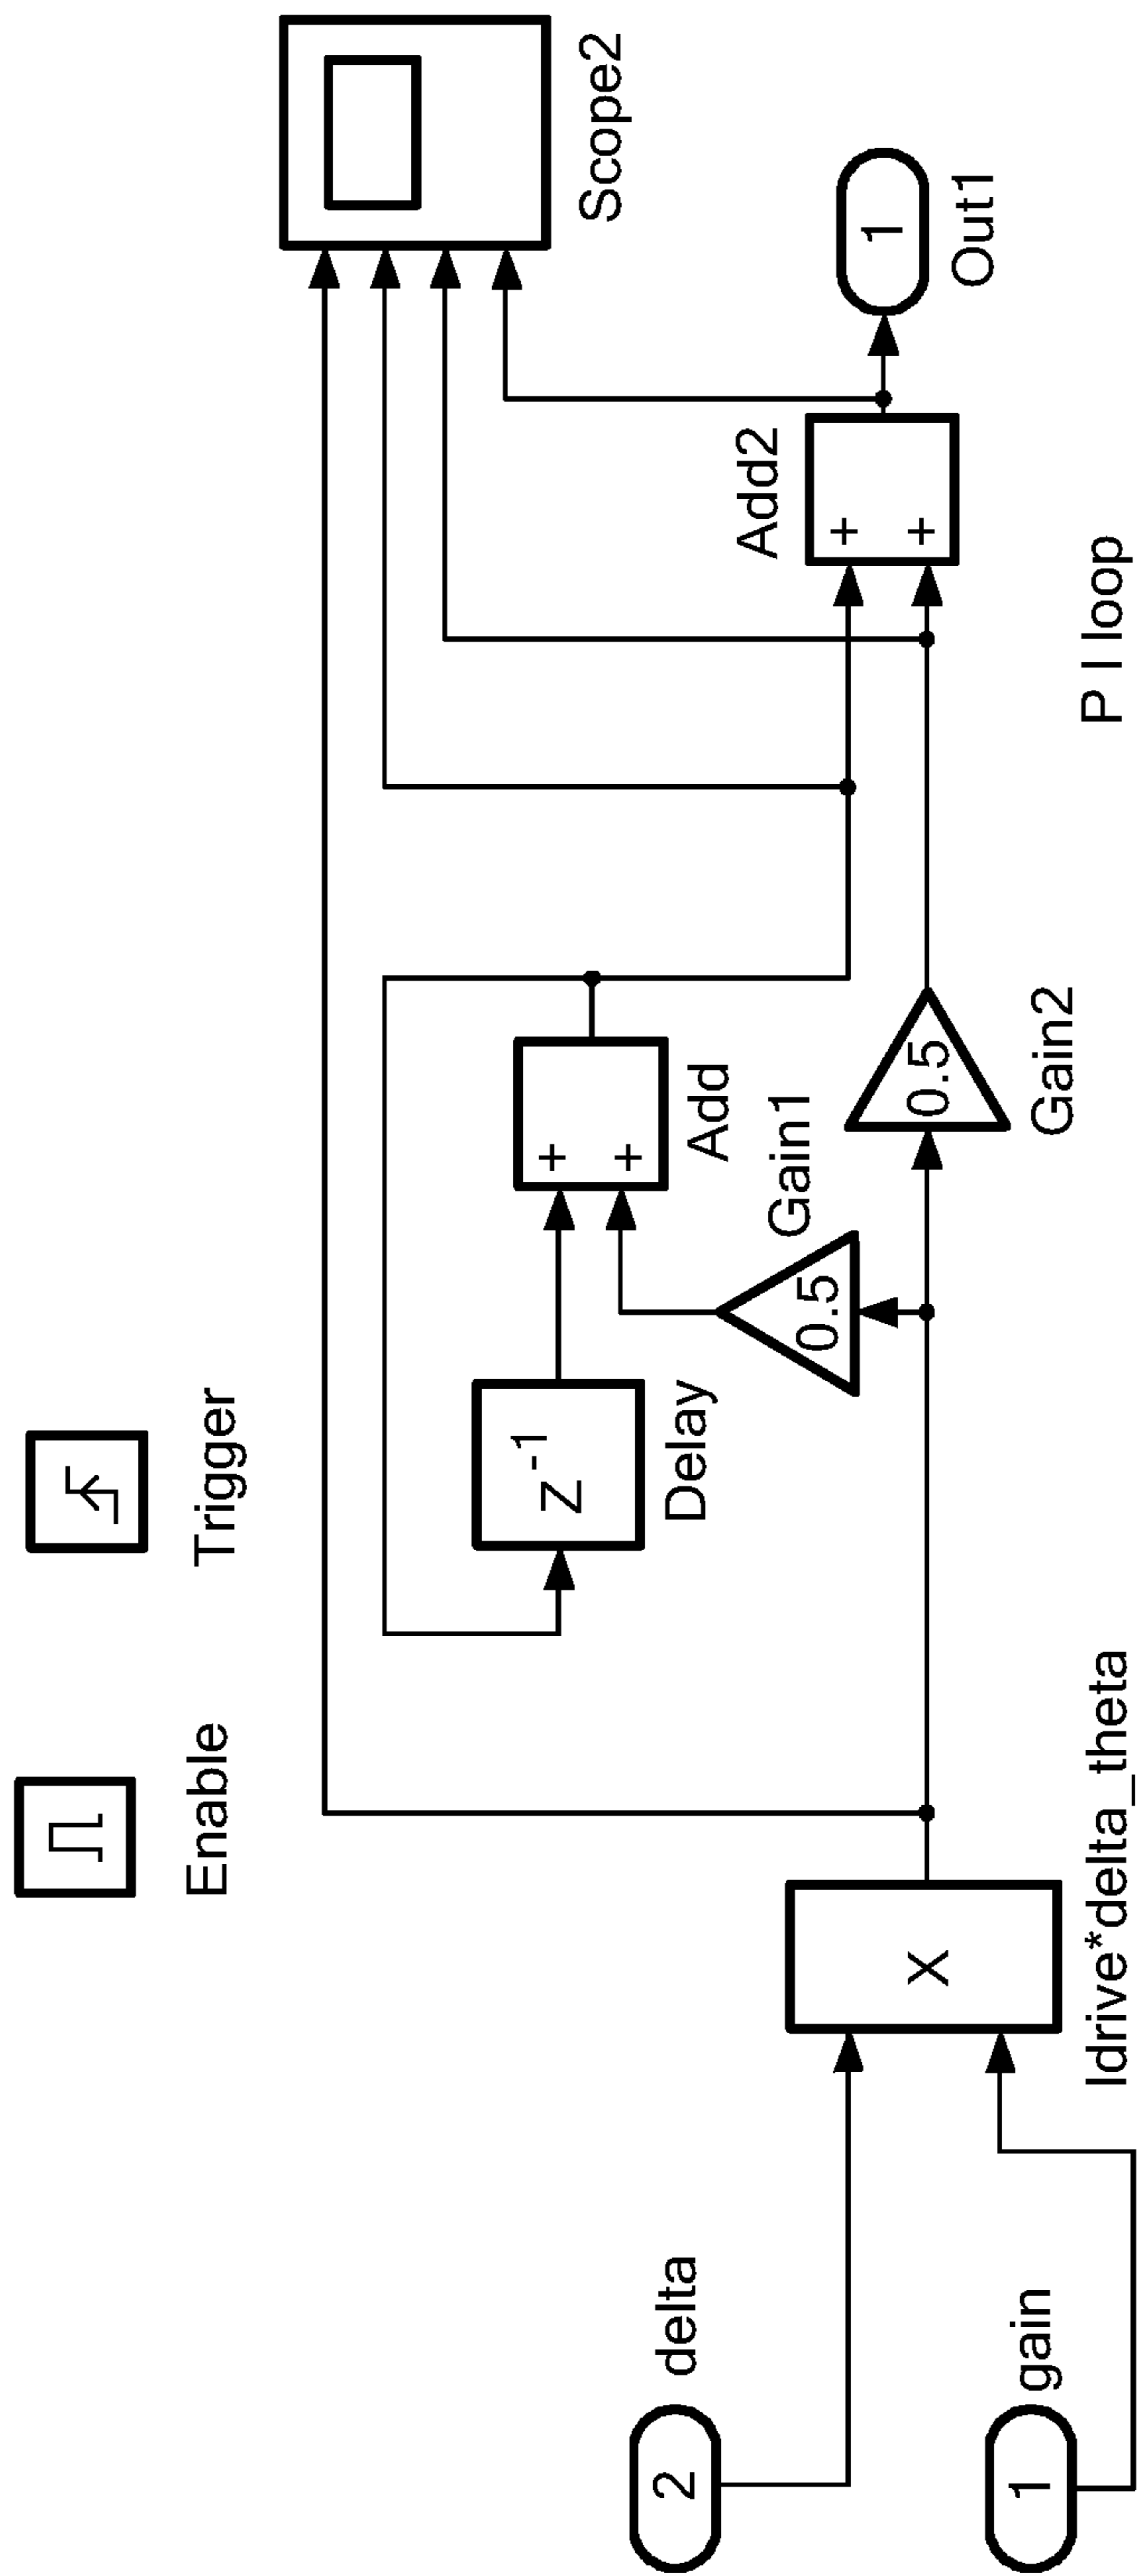 Enable
Trigger
Scope2
Z-1
Delay
+
+
Add
0.5
Gain1
2
delta
1
gain
X
Idrive*delta_theta
0.5
Gain2
Add2
+
+
1
Out1
P I loop